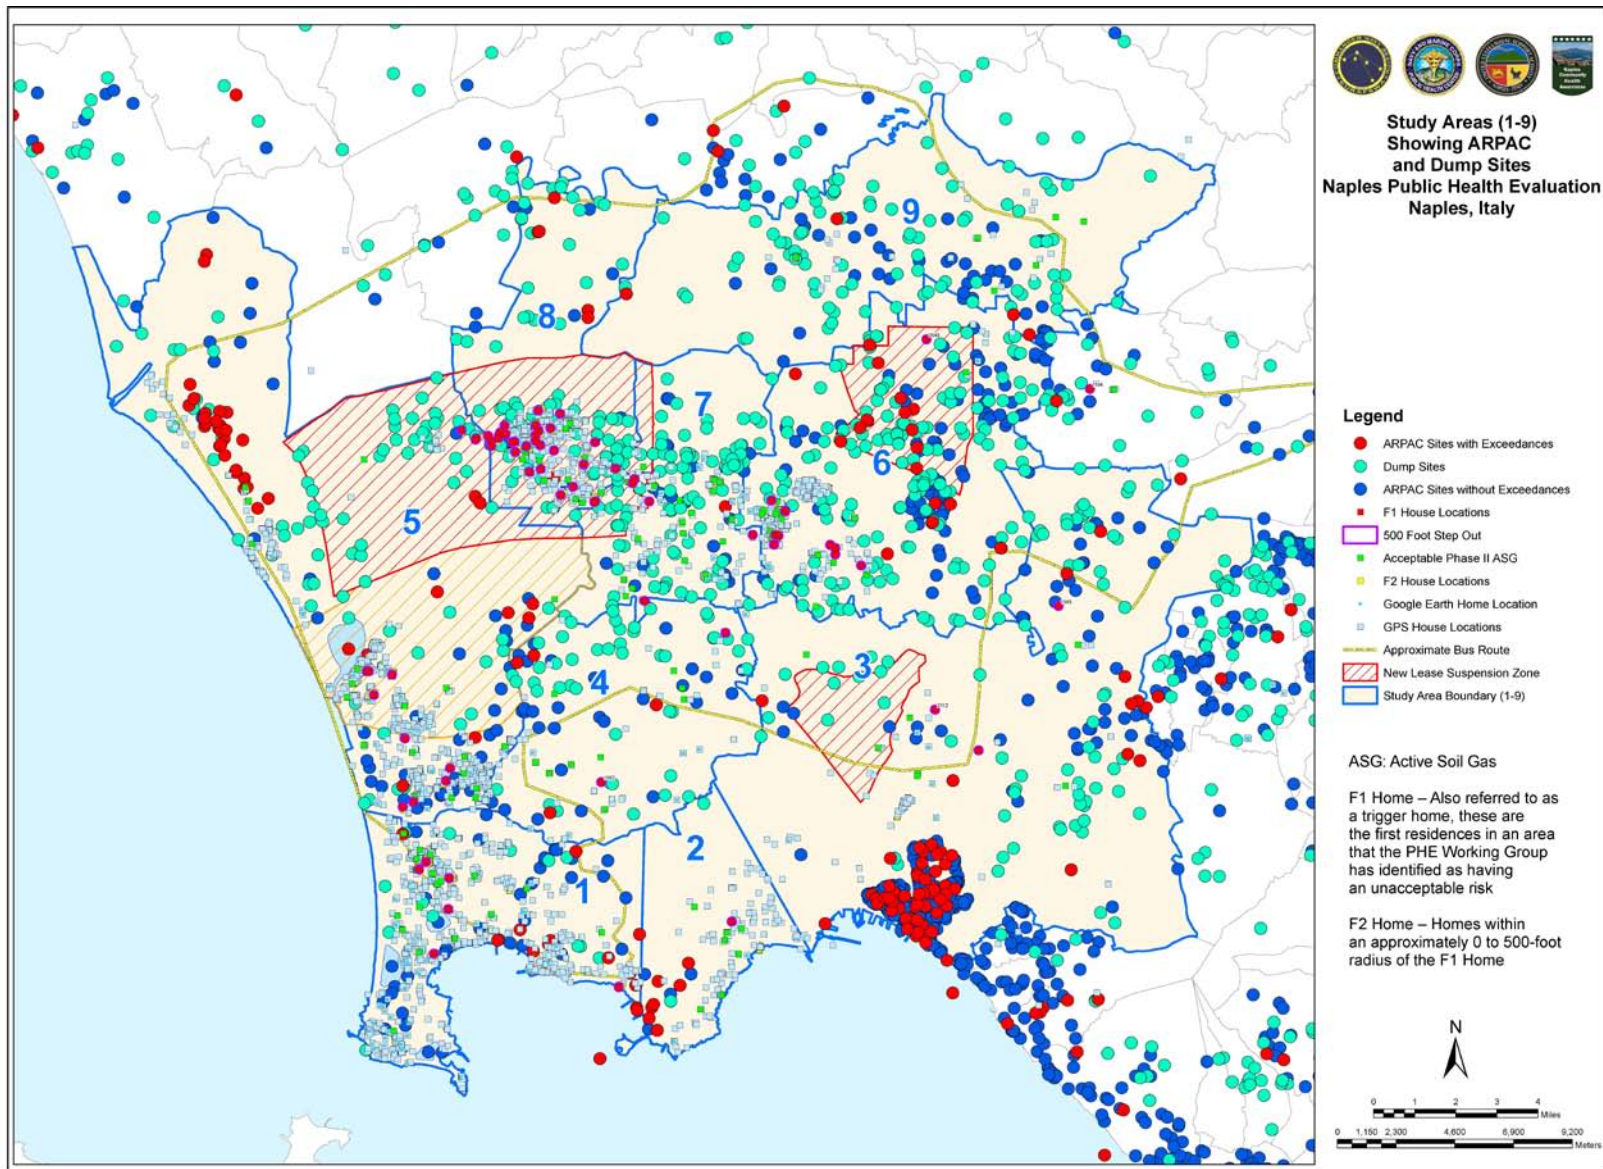 Study Areas (1-9)
Showing ARPAC
and Dump Sites
Naples Public Health Evaluation
Naples, Italy
Naples
Community
Health
Awareness
9
8
7
6
5
4
3
2
1
Legend
ARPAC Sites with Exceedances
Dump Sites
ARPAC Sites without Exceedances
F1 House Locations
500 Foot Step Out
Acceptable Phase II ASG
F2 House Locations
Google Earth Home Location
GPS House Locations
Approximate Bus Route
New Lease Suspension Zone
Study Area Boundary (1-9)
ASG: Active Soil Gas
F1 Home – Also referred to as
a trigger home, these are
the first residences in an area
that the PHE Working Group
has identified as having
an unacceptable risk
F2 Home – Homes within
an approximately 0 to 500-foot
radius of the F1 Home
N
0 1 2 3 4
Miles
0 1,150 2,300 4,600 6,900 9,200
Meters